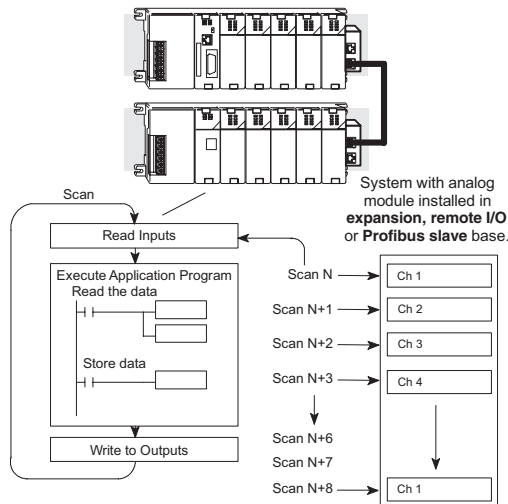 System with analog
module installed in
expansion, remote I/O
or Profibus slave base.
Scan
Read Inputs
Execute Application Program
Read the data
Store data
Write to Outputs
Scan N
Ch 1
Scan N+1
Ch 2
Scan N+2
Ch 3
Scan N+3
Ch 4
Scan N+6
Scan N+7
Scan N+8
Ch 1